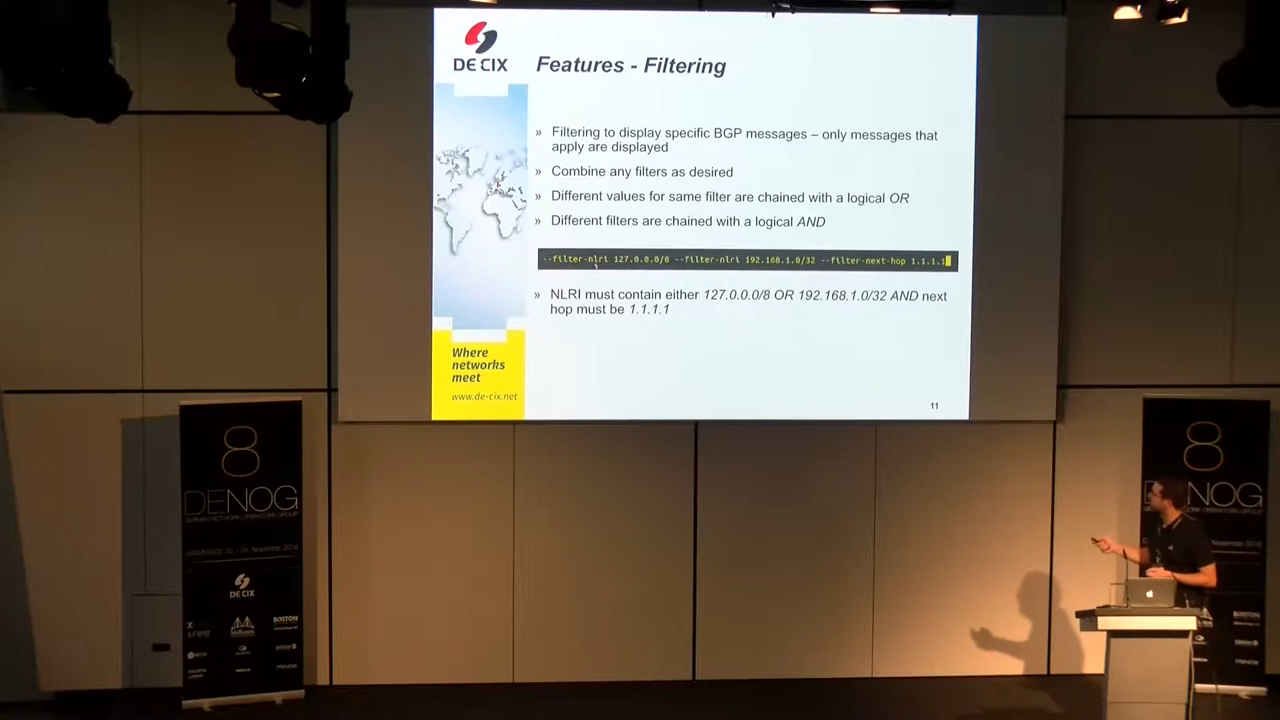 DE CIX
Features - Filtering
» Filtering to display specific BGP messages – only messages that
apply are displayed
» Combine any filters as desired
» Different values for same filter are chained with a logical OR
» Different filters are chained with a logical AND
--filter-nlri 127.0.0.0/8 --filter-nlri 192.168.1.0/32 --filter-next-hop 1.1.1.1
» NLRI must contain either 127.0.0.0/8 OR 192.168.1.0/32 AND next
hop must be 1.1.1.1
Where
networks
meet
www.de-cix.net
11
8
DENOG
GERMAN NETWORK OPERATORS GROUP
DE CIX
BOSTON
8
DENOG